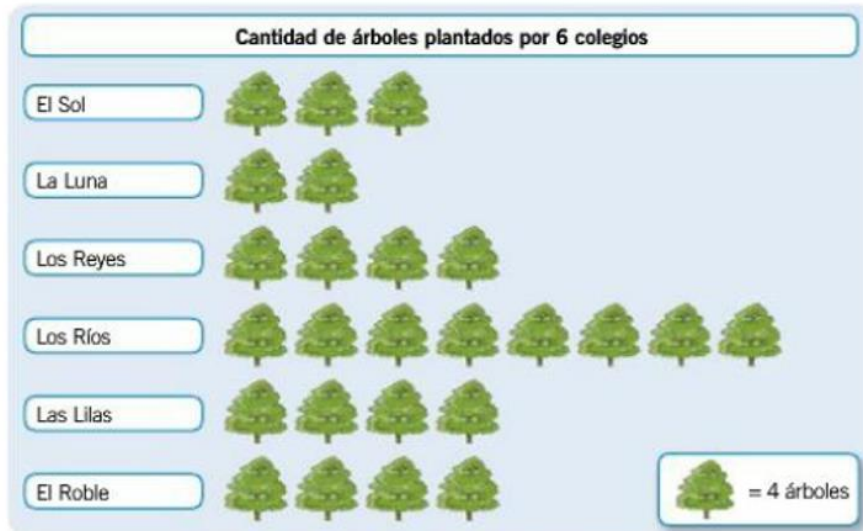 Cantidad de árboles plantados por 6 colegios
El Sol
La Luna
Los Reyes
Los Ríos
Las Lilas
El Roble
= 4 árboles